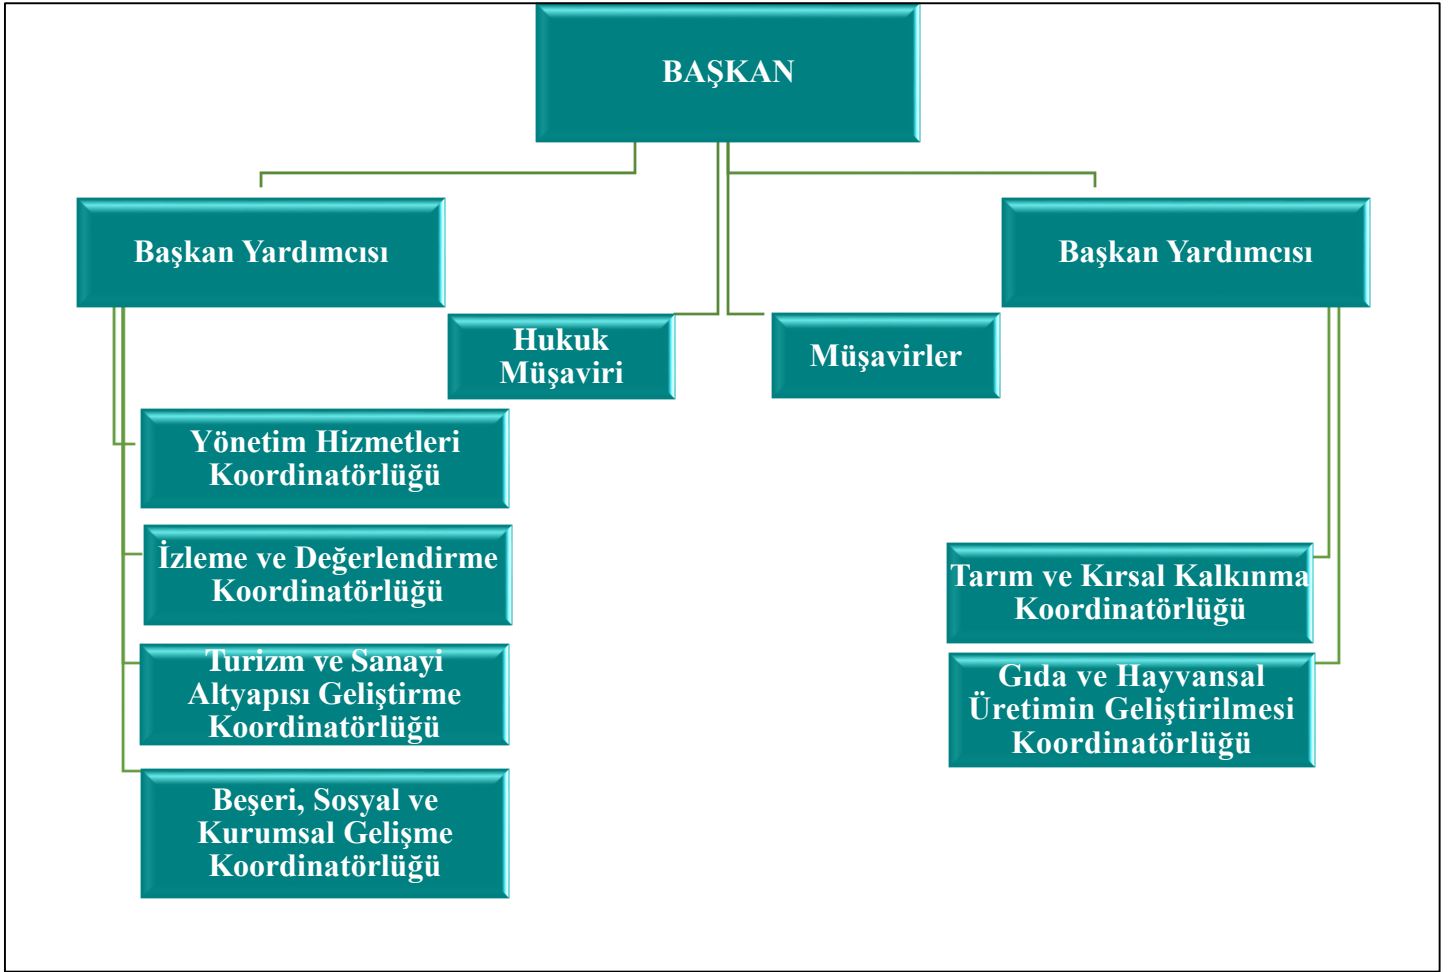 BAŞKAN
Başkan Yardımcısı
Başkan Yardımcısı
Hukuk
Müşaviri
Müşavirler
Yönetim Hizmetleri
Koordinatörlüğü
İzleme ve Değerlendirme
Koordinatörlüğü
Turizm ve Sanayi
Altyapısı Geliştirme
Koordinatörlüğü
Beşeri, Sosyal ve
Kurumsal Gelişme
Koordinatörlüğü
Tarım ve Kırsal Kalkınma
Koordinatörlüğü
Gıda ve Hayvansal
Üretimin Geliştirilmesi
Koordinatörlüğü